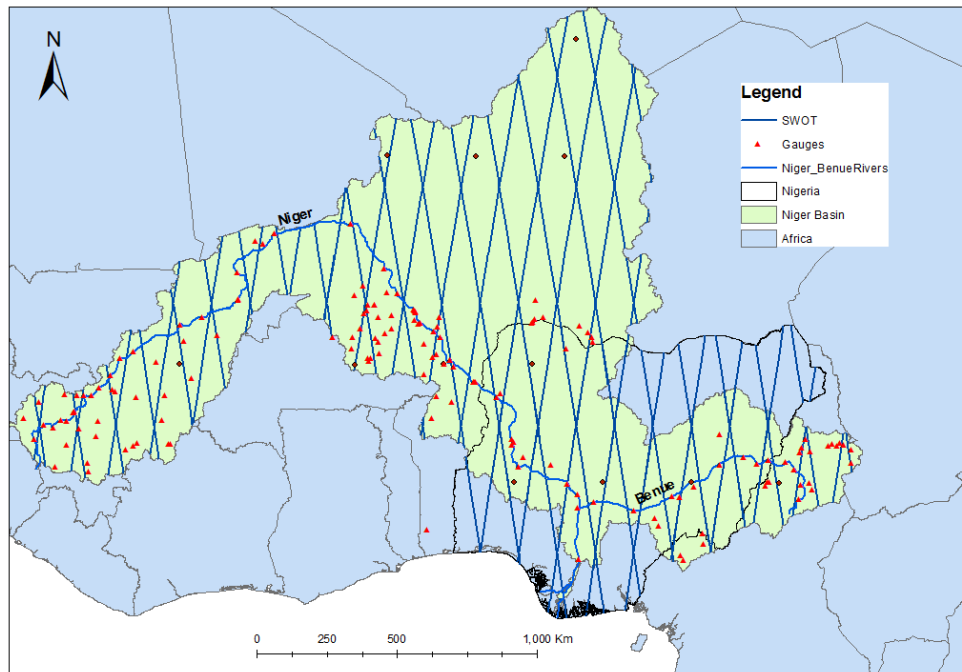 N
Legend
SWOT
Gauges
Niger_BenueRivers
Nigeria
Niger Basin
Africa
Niger
Benue
0 250 500 1,000 Km